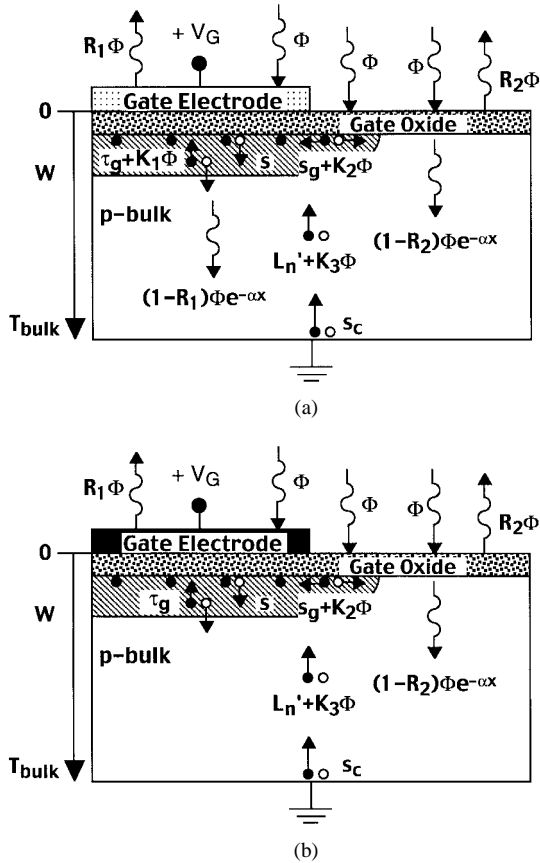 R₁Φ
+ V_G
Φ
Φ
Φ
R₂Φ
0
Gate Electrode
Gate Oxide
W
τ_g+K₁Φ
s
s_g+K₂Φ
p-bulk
L_n'+K₃Φ
(1-R₂)Φe^-αx
(1-R₁)Φe^-αx
T_bulk
s_c
(a)
R₁Φ
+ V_G
Φ
Φ
Φ
R₂Φ
0
Gate Electrode
Gate Oxide
W
τ_g
s
s_g+K₂Φ
p-bulk
L_n'+K₃Φ
(1-R₂)Φe^-αx
T_bulk
s_c
(b)